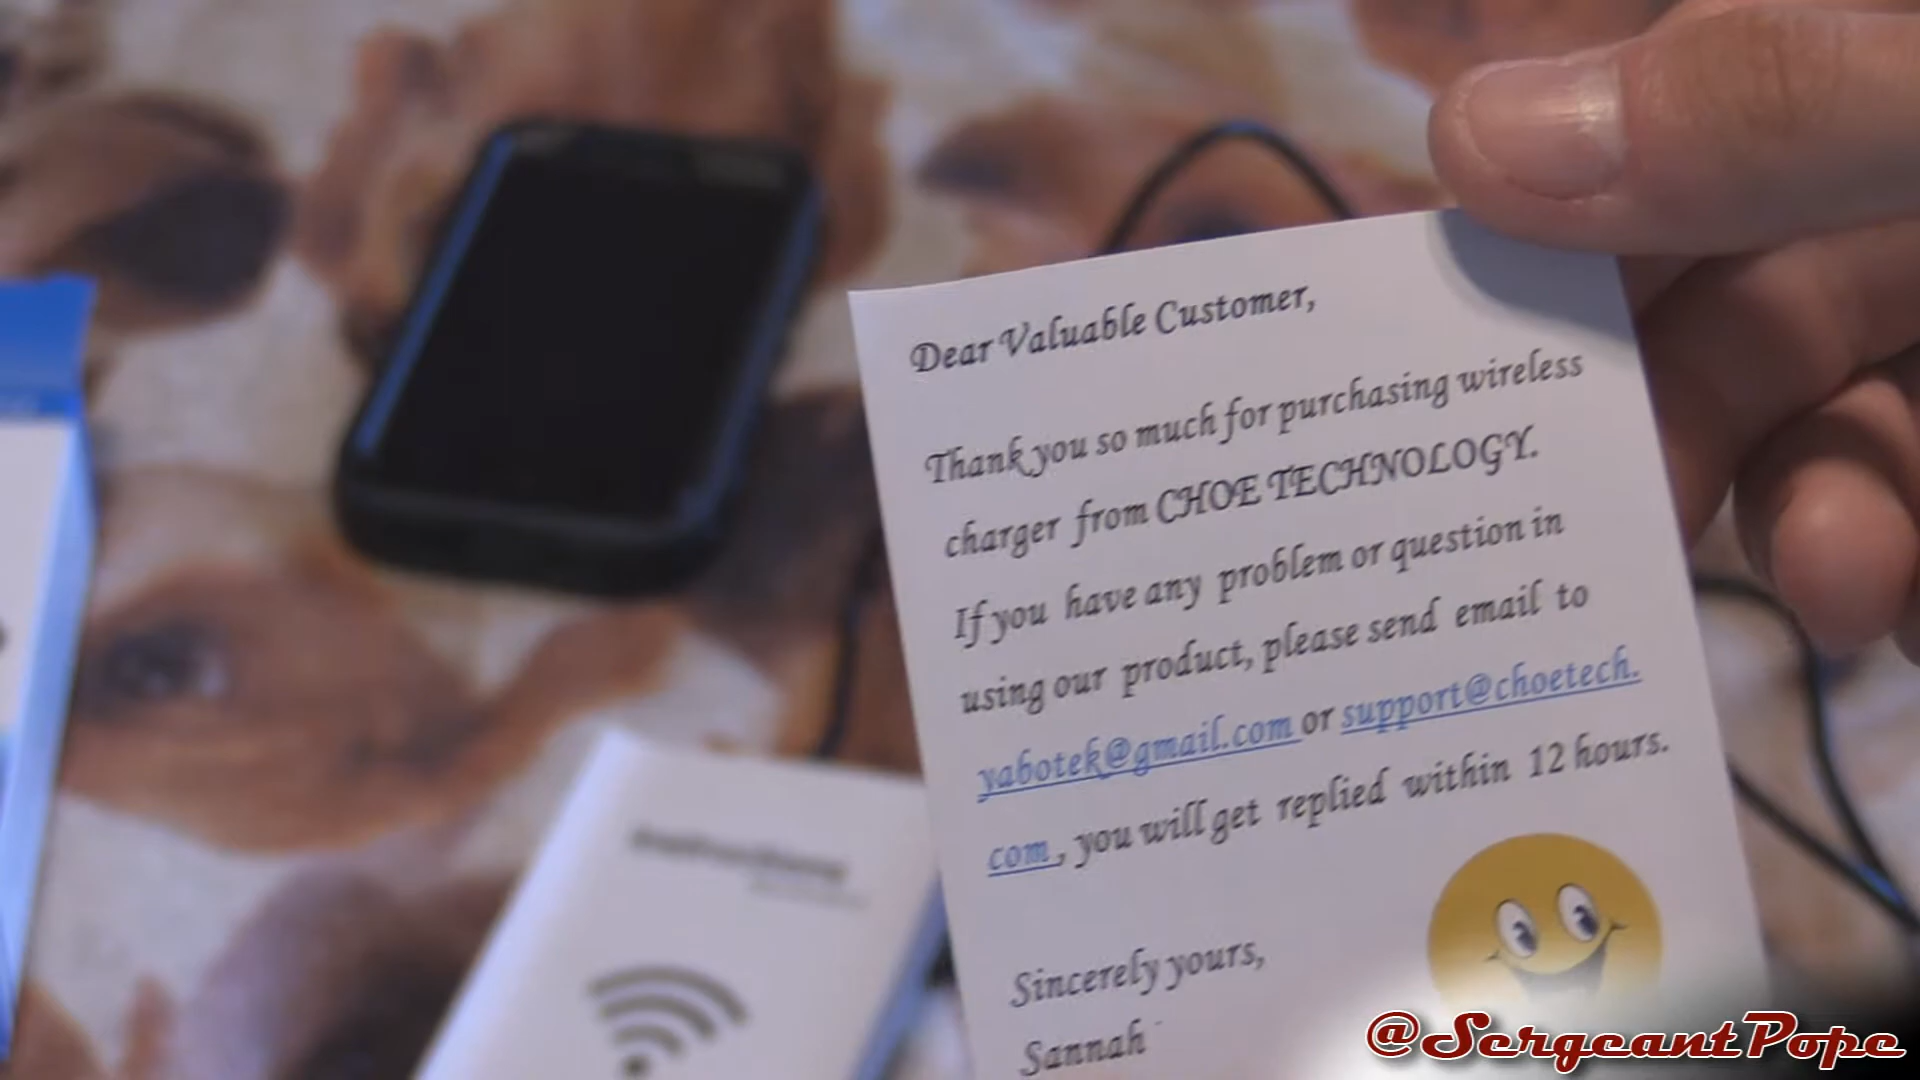 Dear Valuable Customer,
Thank you so much for purchasing wireless
charger from CHOE TECHNOLOGY.
If you have any problem or question in
using our product, please send email to
yabotek@gmail.com or support@choetech.
com , you will get replied within 12 hours.
Sincerely yours,
Sannah
@SergeantPope